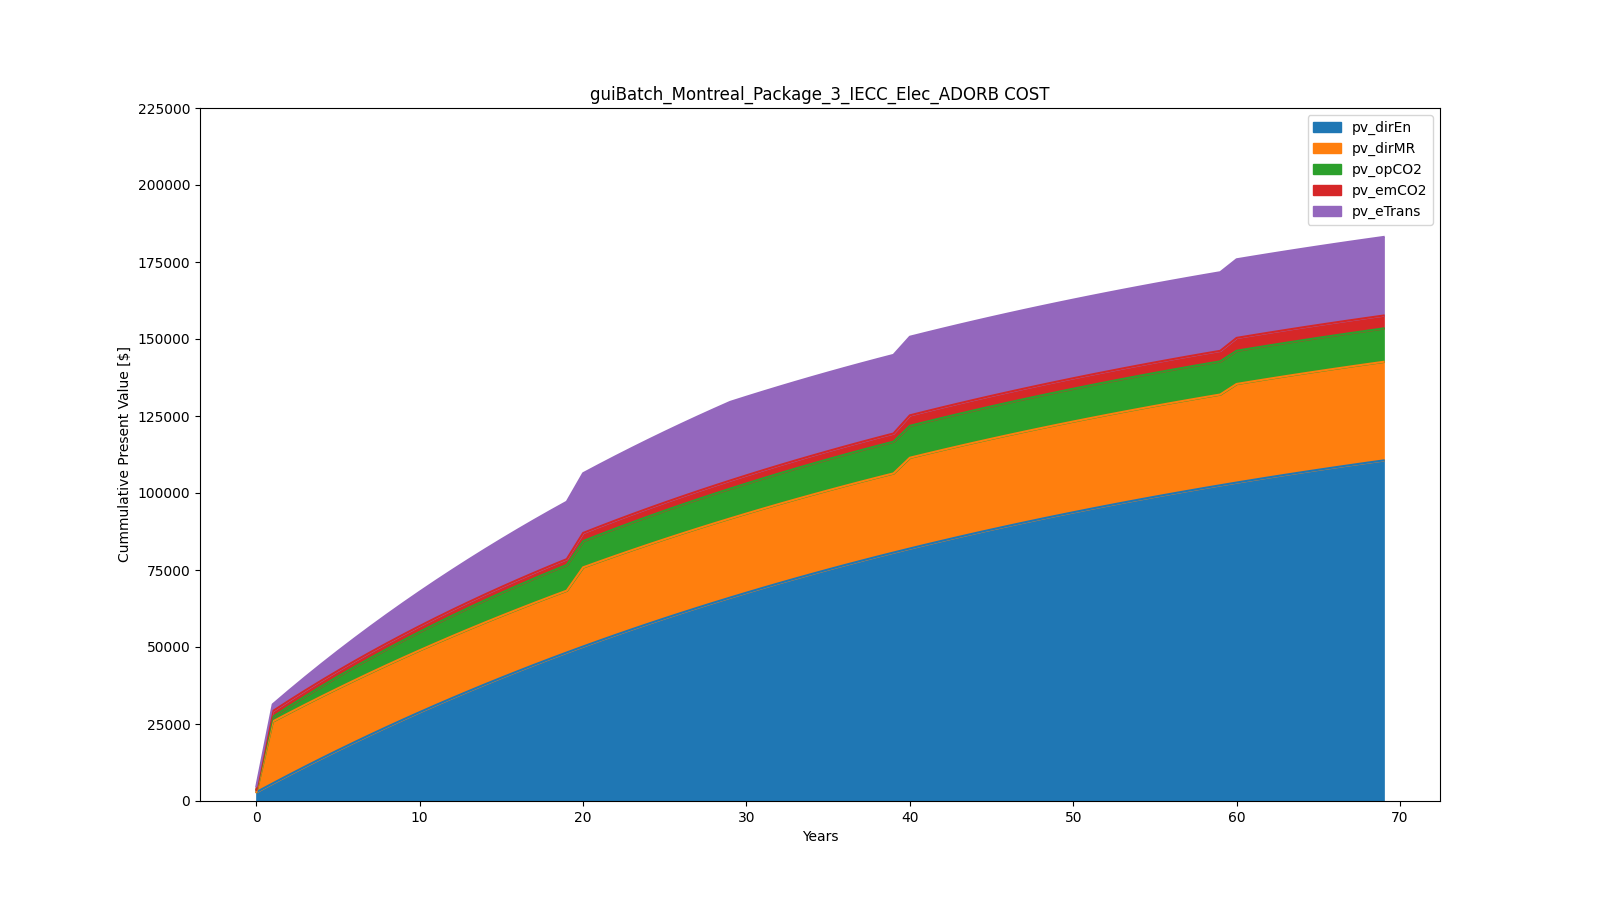 guiBatch_Montreal_Package_3_IECC_Elec_ADORB COST
225000
200000
175000
150000
125000
100000
75000
50000
25000
0
Cummulative Present Value [$]
pv_dirEn
pv_dirMR
pv_opCO2
pv_emCO2
pv_eTrans
0 10 20 30 40 50 60 70
Years